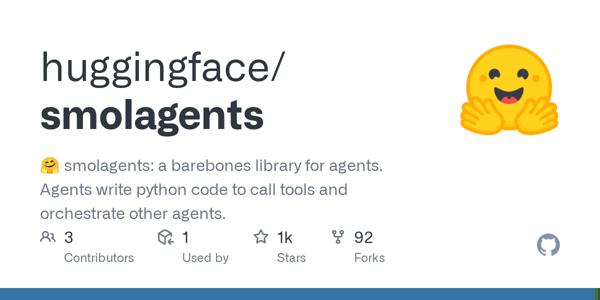 huggingface/
smolagents
🤗 smolagents: a barebones library for agents.
Agents write python code to call tools and
orchestrate other agents.
3 1 1k 92
Contributors Used by Stars Forks